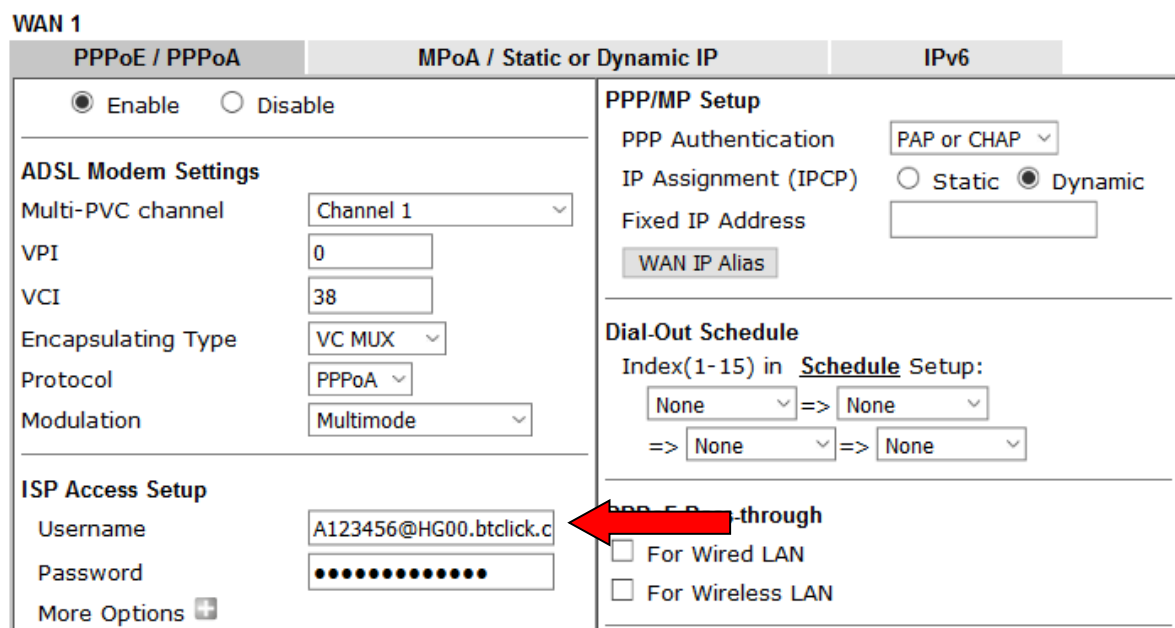 WAN 1
PPPoE / PPPoA
MPoA / Static or Dynamic IP
IPv6
Enable
Disable
ADSL Modem Settings
Multi-PVC channel
Channel 1
VPI
0
VCI
38
Encapsulating Type
VC MUX
Protocol
PPPoA
Modulation
Multimode
ISP Access Setup
Username
A123456@HG00.btclick.c
Password
•••••••••••••
More Options
PPP/MP Setup
PPP Authentication
PAP or CHAP
IP Assignment (IPCP)
Static
Dynamic
Fixed IP Address
WAN IP Alias
Dial-Out Schedule
Index(1-15) in Schedule Setup:
None => None
=> None => None
-through
For Wired LAN
For Wireless LAN